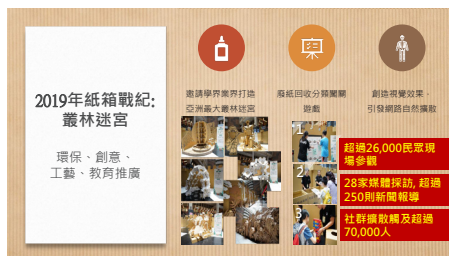 2019年紙箱戰紀:
叢林迷宮
環保、創意、
工藝、教育推廣
邀請學界業界打造
亞洲最大叢林迷宮
廢紙回收分類闖關
遊戲
創造視覺效果、
引發網路自然擴散
1
2
3
超過26,000民眾現
場參觀
28家媒體採訪, 超過
250則新聞報導
社群擴散觸及超過
70,000人